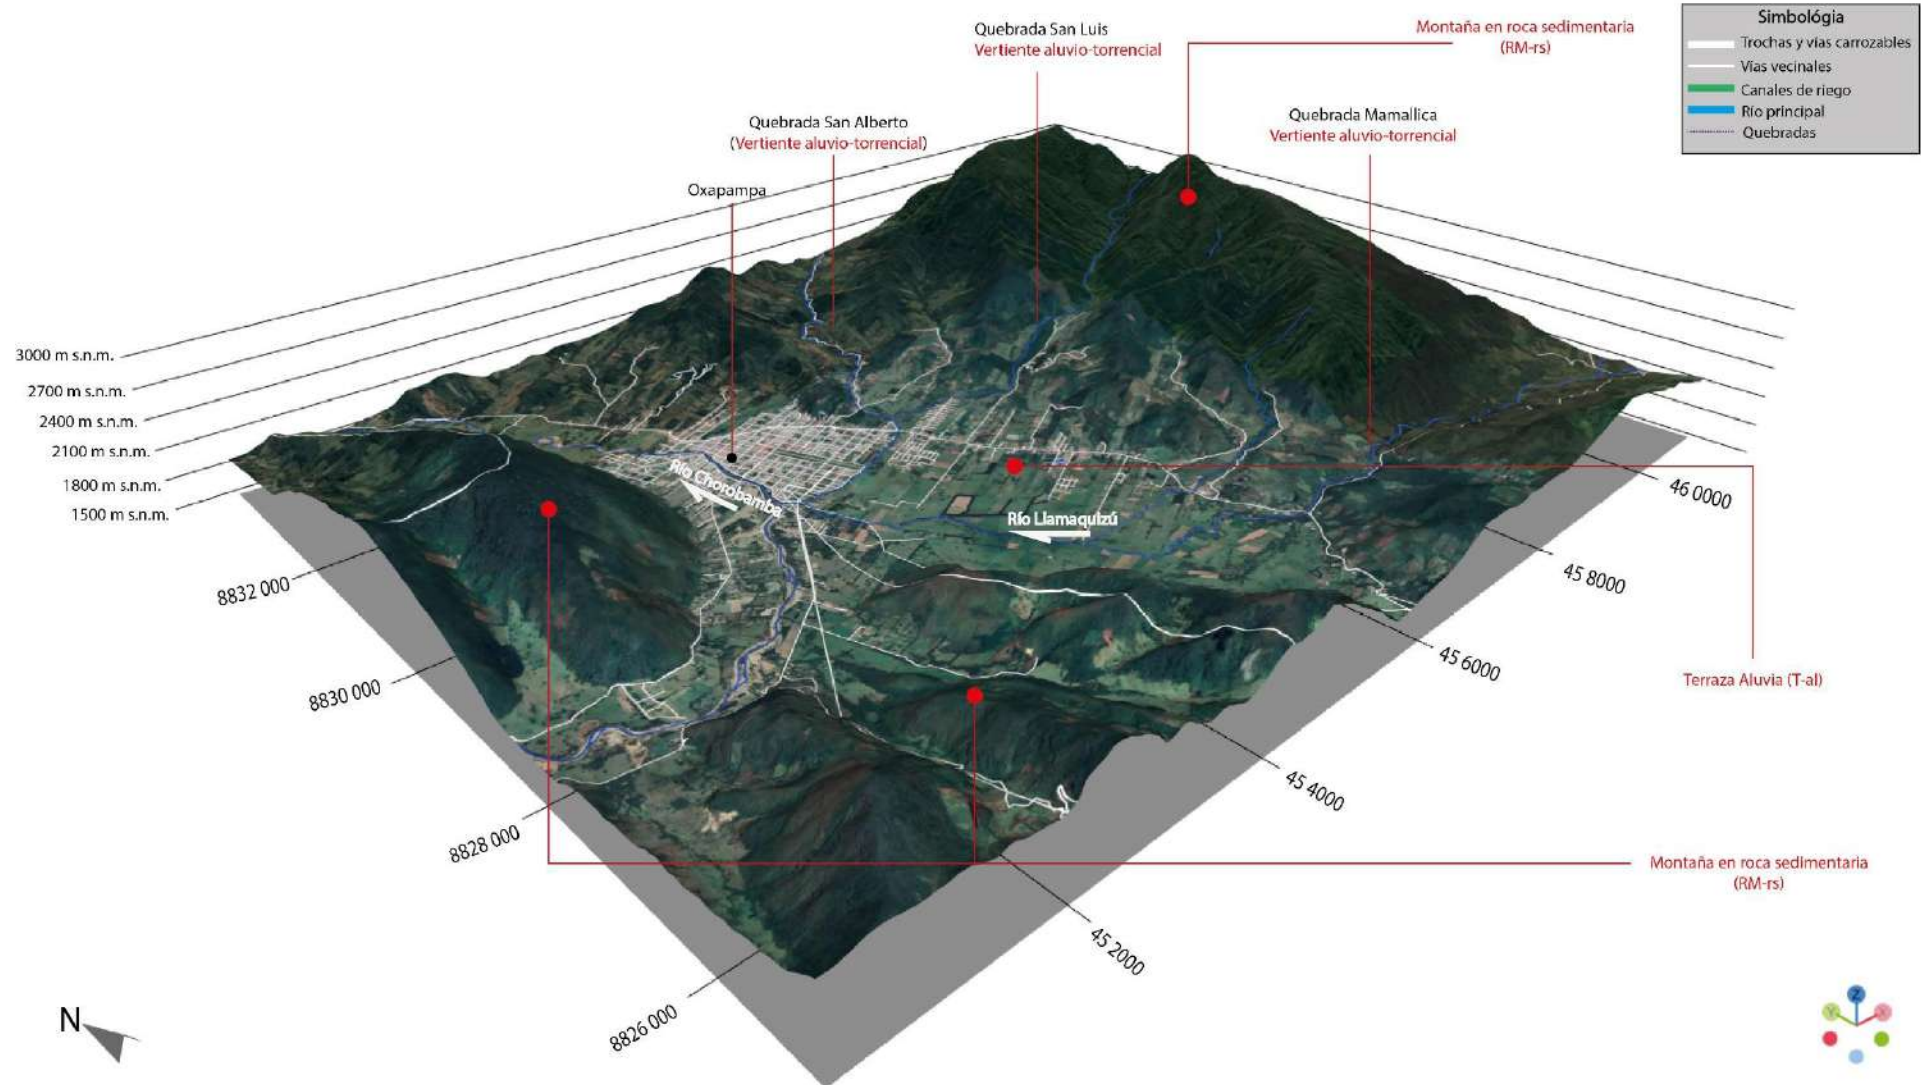 Quebrada San Luis
Vertiente aluvio-torrencial
Montaña en roca sedimentaria
(RM-rs)
Simbológia
Trochas y vías carrozables
Vías vecinales
Canales de riego
Río principal
Quebradas
Quebrada San Alberto
(Vertiente aluvio-torrencial)
Quebrada Mamallica
Vertiente aluvio-torrencial
Oxapampa
3000 m s.n.m.
2700 m s.n.m.
2400 m s.n.m.
2100 m s.n.m.
1800 m s.n.m.
1500 m s.n.m.
Río Chorobamba
Río Llamaquizú
46 0000
45 8000
45 6000
45 4000
45 2000
8832 000
8830 000
8828 000
8826 000
Terraza Aluvia (T-al)
Montaña en roca sedimentaria
(RM-rs)
N
Z
Y
X